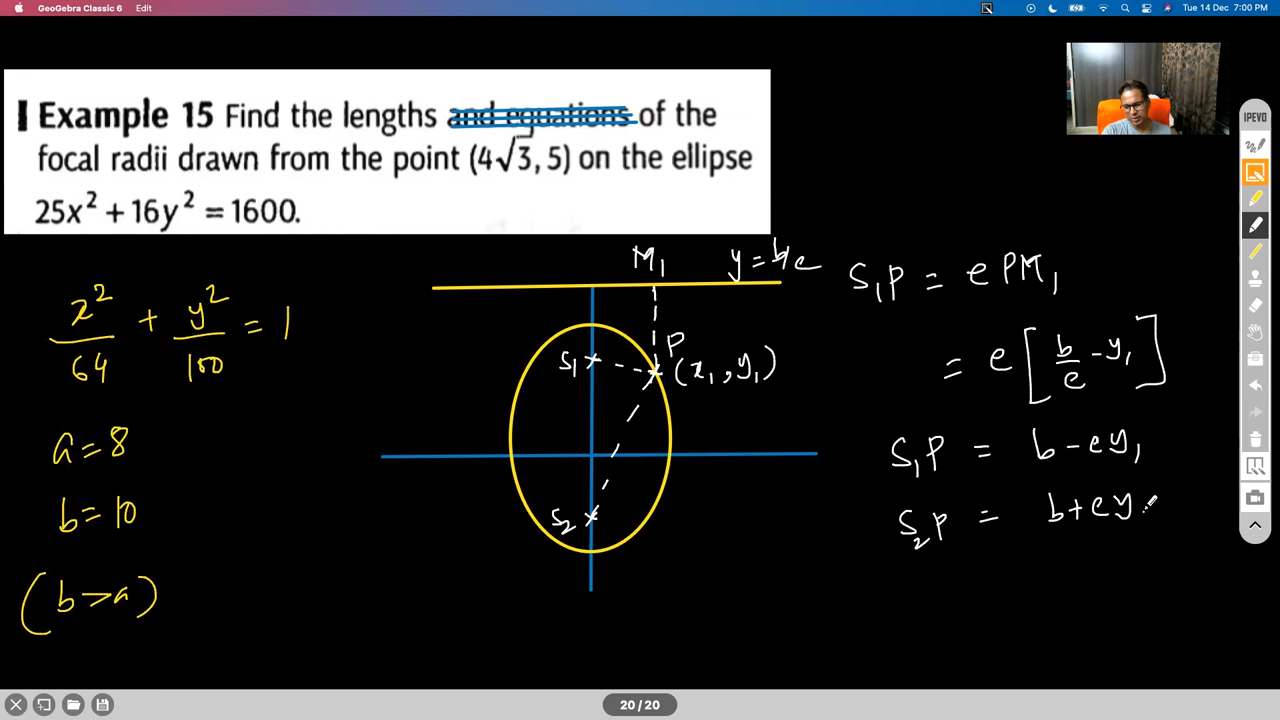 GeoGebra Classic 6 Edit
Tue 14 Dec 7:00 PM
Example 15 Find the lengths and equations of the
focal radii drawn from the point (4√3, 5) on the ellipse
25x² + 16y² = 1600.
IPEVO
x²/64 + y²/100 = 1
a = 8
b = 10
(b > a)
M₁ y = b/e
P
S₁
(x₁, y₁)
S₂
S₁P = e PM₁
= e [b/e - y₁]
S₁P = b - ey₁
S₂P = b + ey
20 / 20